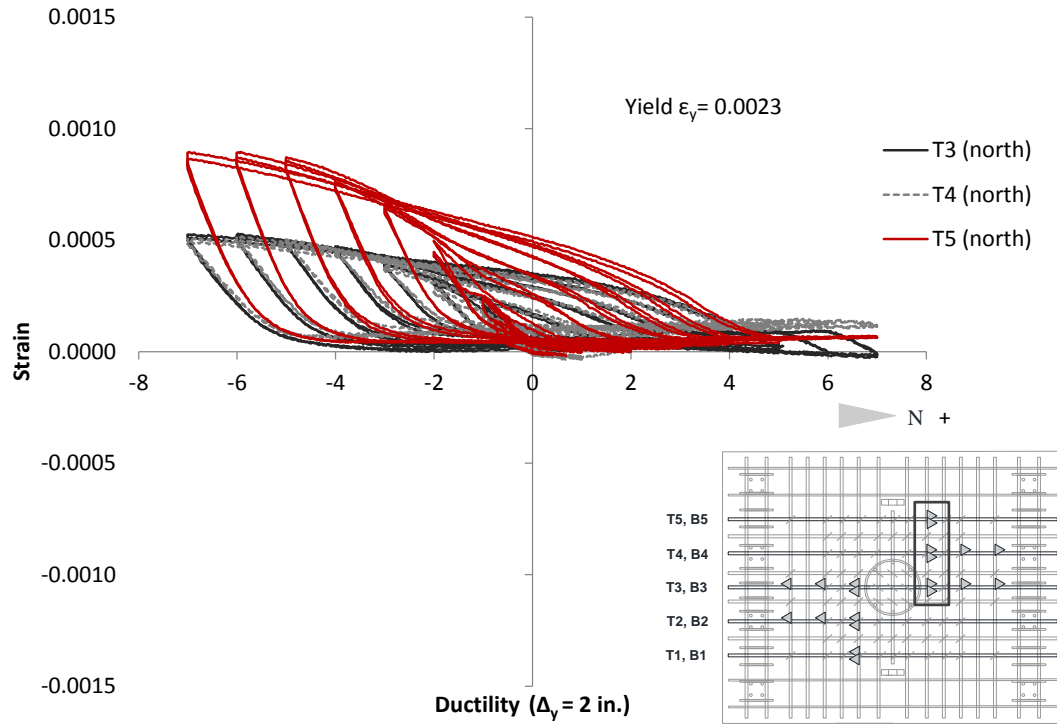 0.0015
0.0010
0.0005
0.0000
-0.0005
-0.0010
-0.0015
Strain
-8 -6 -4 -2 0 2 4 6 8
Yield εy= 0.0023
T3 (north)
T4 (north)
T5 (north)
N +
T5, B5
T4, B4
T3, B3
T2, B2
T1, B1
Ductility (Δy = 2 in.)